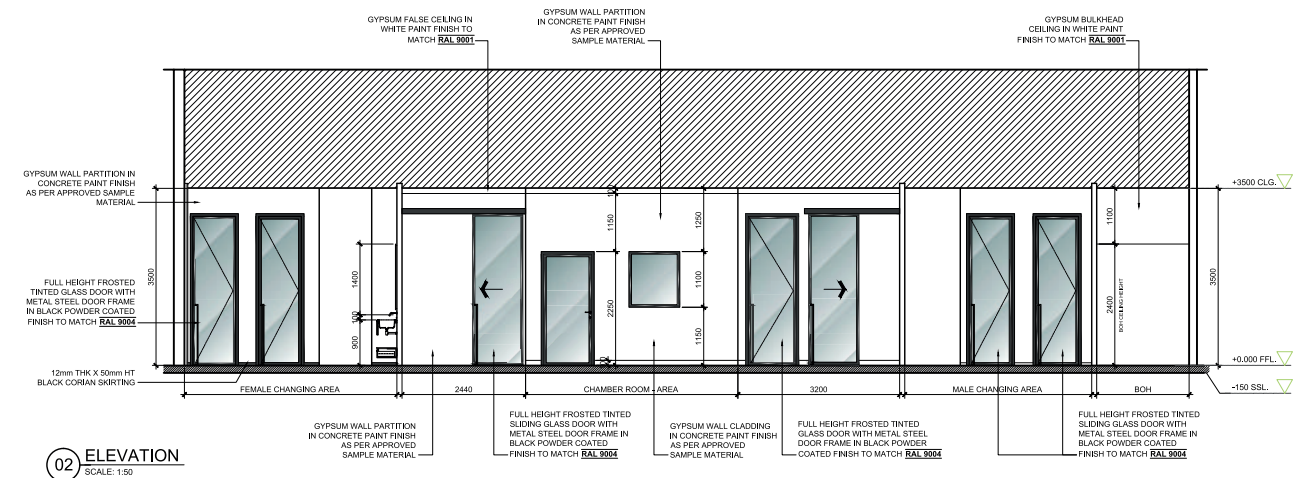 GYPSUM FALSE CEILING IN
WHITE PAINT FINISH TO
MATCH RAL 9001
GYPSUM WALL PARTITION
IN CONCRETE PAINT FINISH
AS PER APPROVED
SAMPLE MATERIAL
GYPSUM BULKHEAD
CEILING IN WHITE PAINT
FINISH TO MATCH RAL 9001
GYPSUM WALL PARTITION IN
CONCRETE PAINT FINISH
AS PER APPROVED SAMPLE
MATERIAL
FULL HEIGHT FROSTED
TINTED GLASS DOOR WITH
METAL STEEL DOOR FRAME
IN BLACK POWDER COATED
FINISH TO MATCH RAL 9004
12mm THK X 50mm HT
BLACK CORIAN SKIRTING
3500
1400
100
900
1150
2250
1250
1100
1150
1100
2400
BOH CEILING HEIGHT
3500
+3500 CLG.
+0.000 FFL.
-150 SSL.
FEMALE CHANGING AREA
2440
CHAMBER ROOM - AREA
3200
MALE CHANGING AREA
BOH
GYPSUM WALL PARTITION
IN CONCRETE PAINT FINISH
AS PER APPROVED
SAMPLE MATERIAL
FULL HEIGHT FROSTED TINTED
SLIDING GLASS DOOR WITH
METAL STEEL DOOR FRAME IN
BLACK POWDER COATED
FINISH TO MATCH RAL 9004
GYPSUM WALL CLADDING
IN CONCRETE PAINT FINISH
AS PER APPROVED
SAMPLE MATERIAL
FULL HEIGHT FROSTED TINTED
GLASS DOOR WITH METAL STEEL
DOOR FRAME IN BLACK POWDER
COATED FINISH TO MATCH RAL 9004
FULL HEIGHT FROSTED TINTED
SLIDING GLASS DOOR WITH
METAL STEEL DOOR FRAME IN
BLACK POWDER COATED
FINISH TO MATCH RAL 9004
02 ELEVATION
SCALE: 1:50